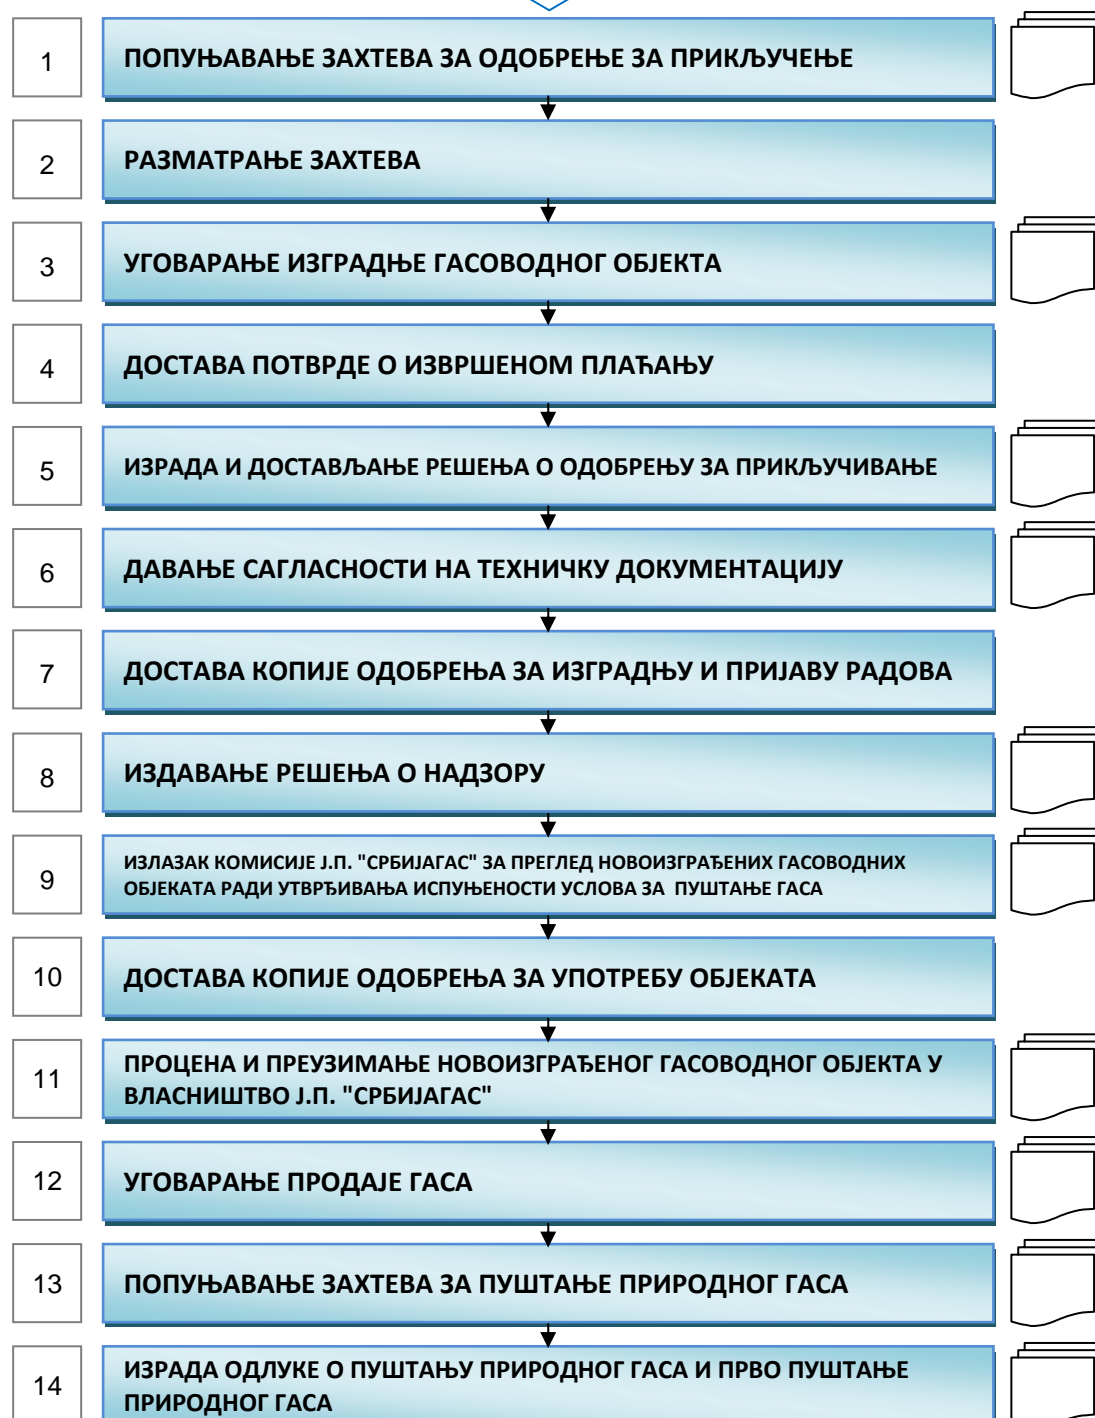 1
ПОПУЊАВАЊЕ ЗАХТЕВА ЗА ОДОБРЕЊЕ ЗА ПРИКЉУЧЕЊЕ
2
РАЗМАТРАЊЕ ЗАХТЕВА
3
УГОВАРАЊЕ ИЗГРАДЊЕ ГАСОВОДНОГ ОБЈЕКТА
4
ДОСТАВА ПОТВРДЕ О ИЗВРШЕНОМ ПЛАЋАЊУ
5
ИЗРАДА И ДОСТАВЉАЊЕ РЕШЕЊА О ОДОБРЕЊУ ЗА ПРИКЉУЧИВАЊЕ
6
ДАВАЊЕ САГЛАСНОСТИ НА ТЕХНИЧКУ ДОКУМЕНТАЦИЈУ
7
ДОСТАВА КОПИЈЕ ОДОБРЕЊА ЗА ИЗГРАДЊУ И ПРИЈАВУ РАДОВА
8
ИЗДАВАЊЕ РЕШЕЊА О НАДЗОРУ
9
ИЗЛАЗАК КОМИСИЈЕ Ј.П. "СРБИЈАГАС" ЗА ПРЕГЛЕД НОВОИЗГРАЂЕНИХ ГАСОВОДНИХ
ОБЈЕКАТА РАДИ УТВРЂИВАЊА ИСПУЊЕНОСТИ УСЛОВА ЗА ПУШТАЊЕ ГАСА
10
ДОСТАВА КОПИЈЕ ОДОБРЕЊА ЗА УПОТРЕБУ ОБЈЕКАТА
11
ПРОЦЕНА И ПРЕУЗИМАЊЕ НОВОИЗГРАЂЕНОГ ГАСОВОДНОГ ОБЈЕКТА У
ВЛАСНИШТВО Ј.П. "СРБИЈАГАС"
12
УГОВАРАЊЕ ПРОДАЈЕ ГАСА
13
ПОПУЊАВАЊЕ ЗАХТЕВА ЗА ПУШТАЊЕ ПРИРОДНОГ ГАСА
14
ИЗРАДА ОДЛУКЕ О ПУШТАЊУ ПРИРОДНОГ ГАСА И ПРВО ПУШТАЊЕ
ПРИРОДНОГ ГАСА